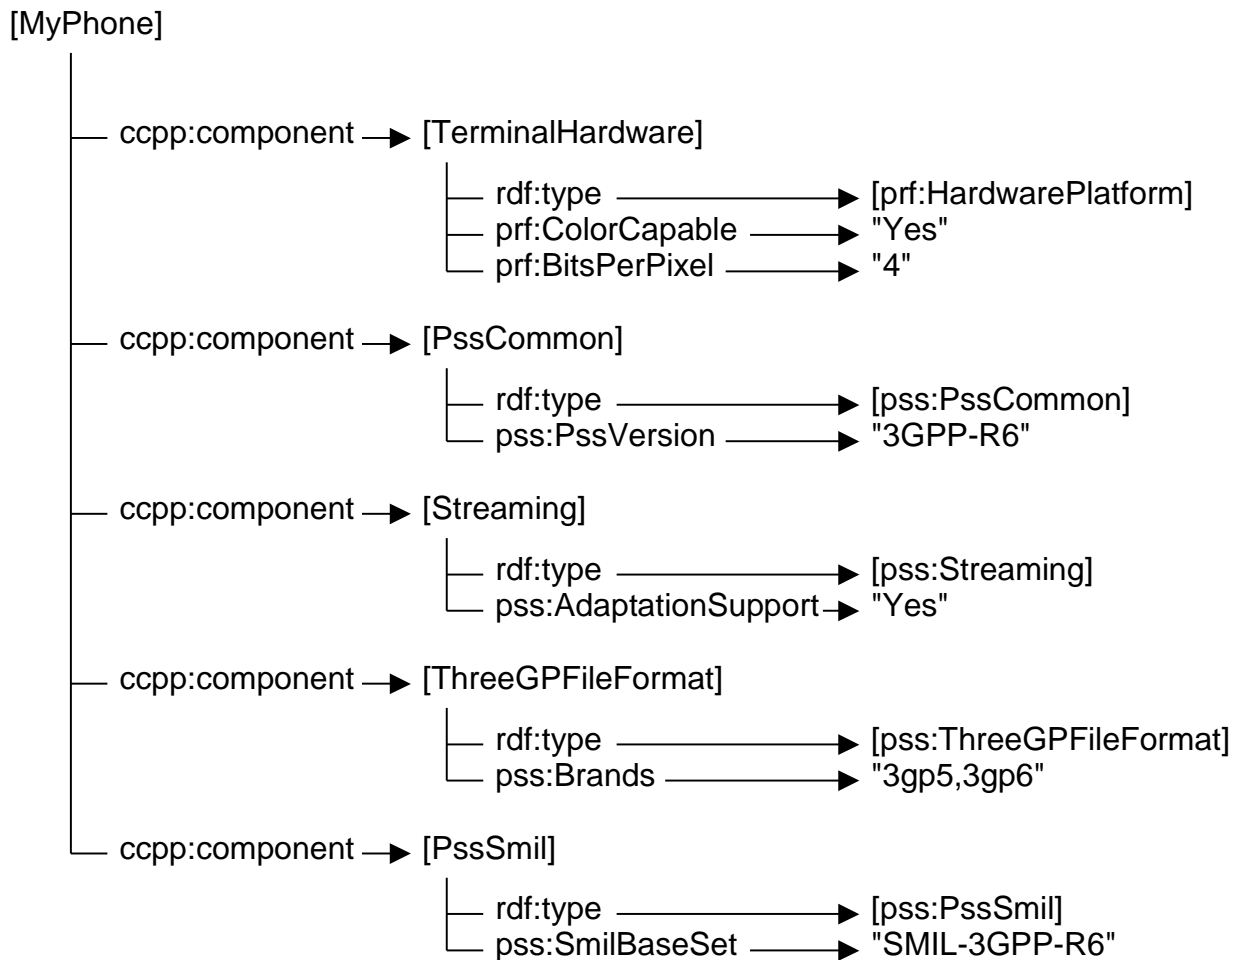 [MyPhone]
ccpp:component [TerminalHardware]
rdf:type [prf:HardwarePlatform]
prf:ColorCapable "Yes"
prf:BitsPerPixel "4"
ccpp:component [PssCommon]
rdf:type [pss:PssCommon]
pss:PssVersion "3GPP-R6"
ccpp:component [Streaming]
rdf:type [pss:Streaming]
pss:AdaptationSupport "Yes"
ccpp:component [ThreeGPFileFormat]
rdf:type [pss:ThreeGPFileFormat]
pss:Brands "3gp5,3gp6"
ccpp:component [PssSmil]
rdf:type [pss:PssSmil]
pss:SmilBaseSet "SMIL-3GPP-R6"